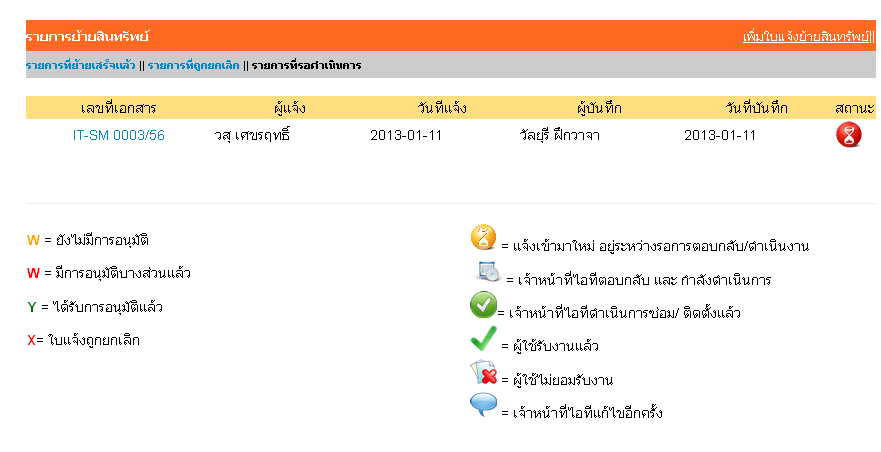 รายการย้ายสินทรัพย์ เพิ่มใบแจ้งย้ายสินทรัพย์||
รายการที่ย้ายเสร็จแล้ว || รายการที่ถูกยกเลิก || รายการที่รอดำเนินการ
เลขที่เอกสาร ผู้แจ้ง วันที่แจ้ง ผู้บันทึก วันที่บันทึก สถานะ
IT-SM 0003/56 วสุ เศขรฤทธิ์ 2013-01-11 วัลยุรี ฝึกวาจา 2013-01-11
W = ยังไม่มีการอนุมัติ
W = มีการอนุมัติบางส่วนแล้ว
Y = ได้รับการอนุมัติแล้ว
X= ใบแจ้งถูกยกเลิก
= แจ้งเข้ามาใหม่ อยู่ระหว่างรอการตอบกลับ/ดำเนินงาน
= เจ้าหน้าที่ไอทีตอบกลับ และ กำลังดำเนินการ
= เจ้าหน้าที่ไอทีดำเนินการซ่อม/ ติดตั้งแล้ว
= ผู้ใช้รับงานแล้ว
= ผู้ใช้ไม่ยอมรับงาน
= เจ้าหน้าที่ไอทีแก้ไขอีกครั้ง